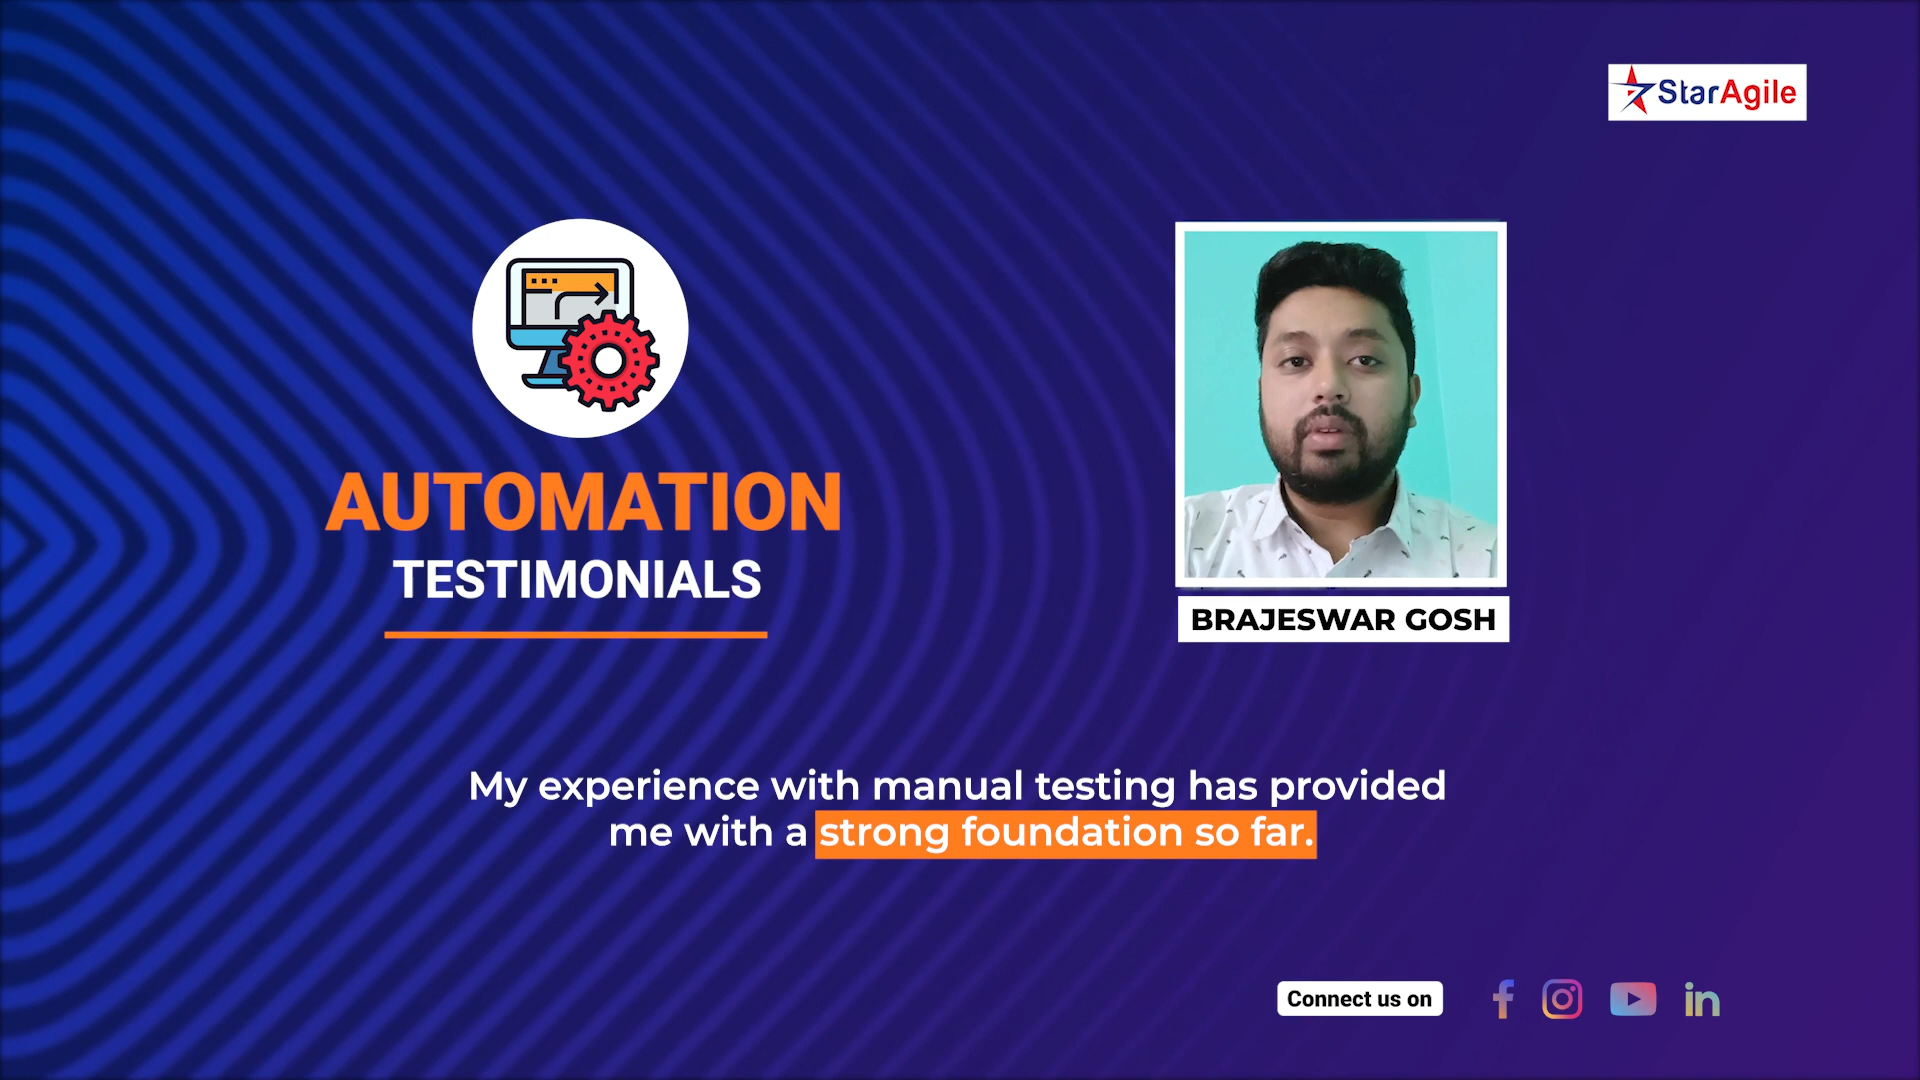 StarAgile
AUTOMATION
TESTIMONIALS
BRAJESWAR GOSH
My experience with manual testing has provided
me with a strong foundation so far.
Connect us on